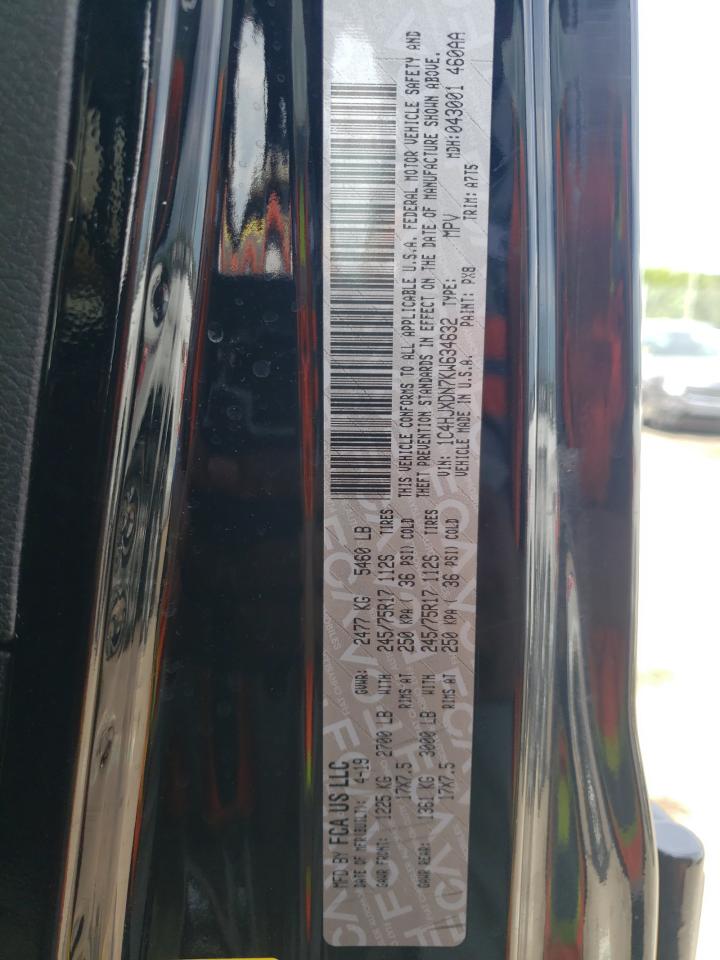 MFD BY FCA US LLC
DATE OF MFR(BUILT): 4-19 GVWR: 2477 KG 5460 LB
GAWR FRONT: 1225 KG 2700 LB WITH 245/75R17 112S TIRES
17X7.5 RIMS AT 250 KPA ( 36 PSI) COLD
GAWR REAR: 1361 KG 3000 LB WITH 245/75R17 112S TIRES
17X7.5 RIMS AT 250 KPA ( 36 PSI) COLD
THIS VEHICLE CONFORMS TO ALL APPLICABLE U.S.A. FEDERAL MOTOR VEHICLE SAFETY AND
THEFT PREVENTION STANDARDS IN EFFECT ON THE DATE OF MANUFACTURE SHOWN ABOVE.
VIN: 1C4HJXDN7KW634632 TYPE: MPV MDH:043001 460AA
VEHICLE MADE IN U.S.A. PAINT: PX8 TRIM: A7T5